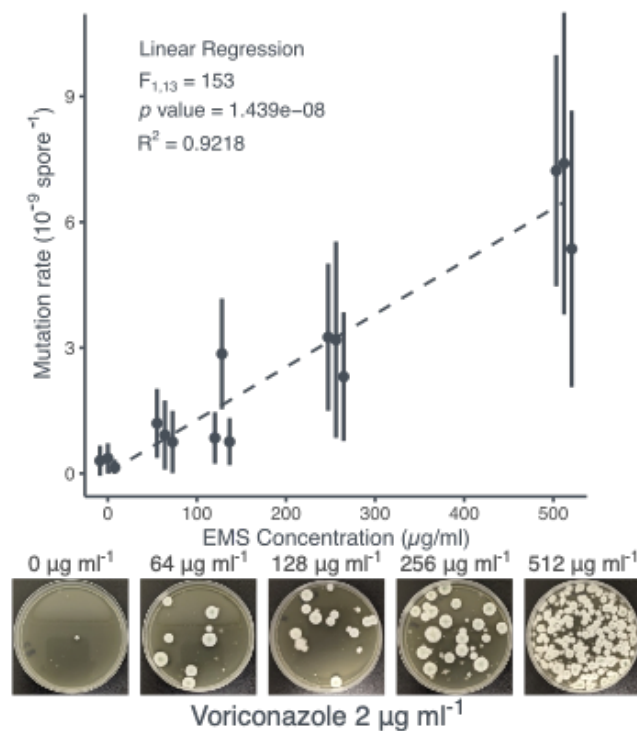 Linear Regression
F1,13 = 153
p value = 1.439e−08
R2 = 0.9218
Mutation rate (10-9 spore-1)
9
6
3
0
0 100 200 300 400 500
EMS Concentration (µg/ml)
0 µg ml-1 64 µg ml-1 128 µg ml-1 256 µg ml-1 512 µg ml-1
Voriconazole 2 µg ml-1